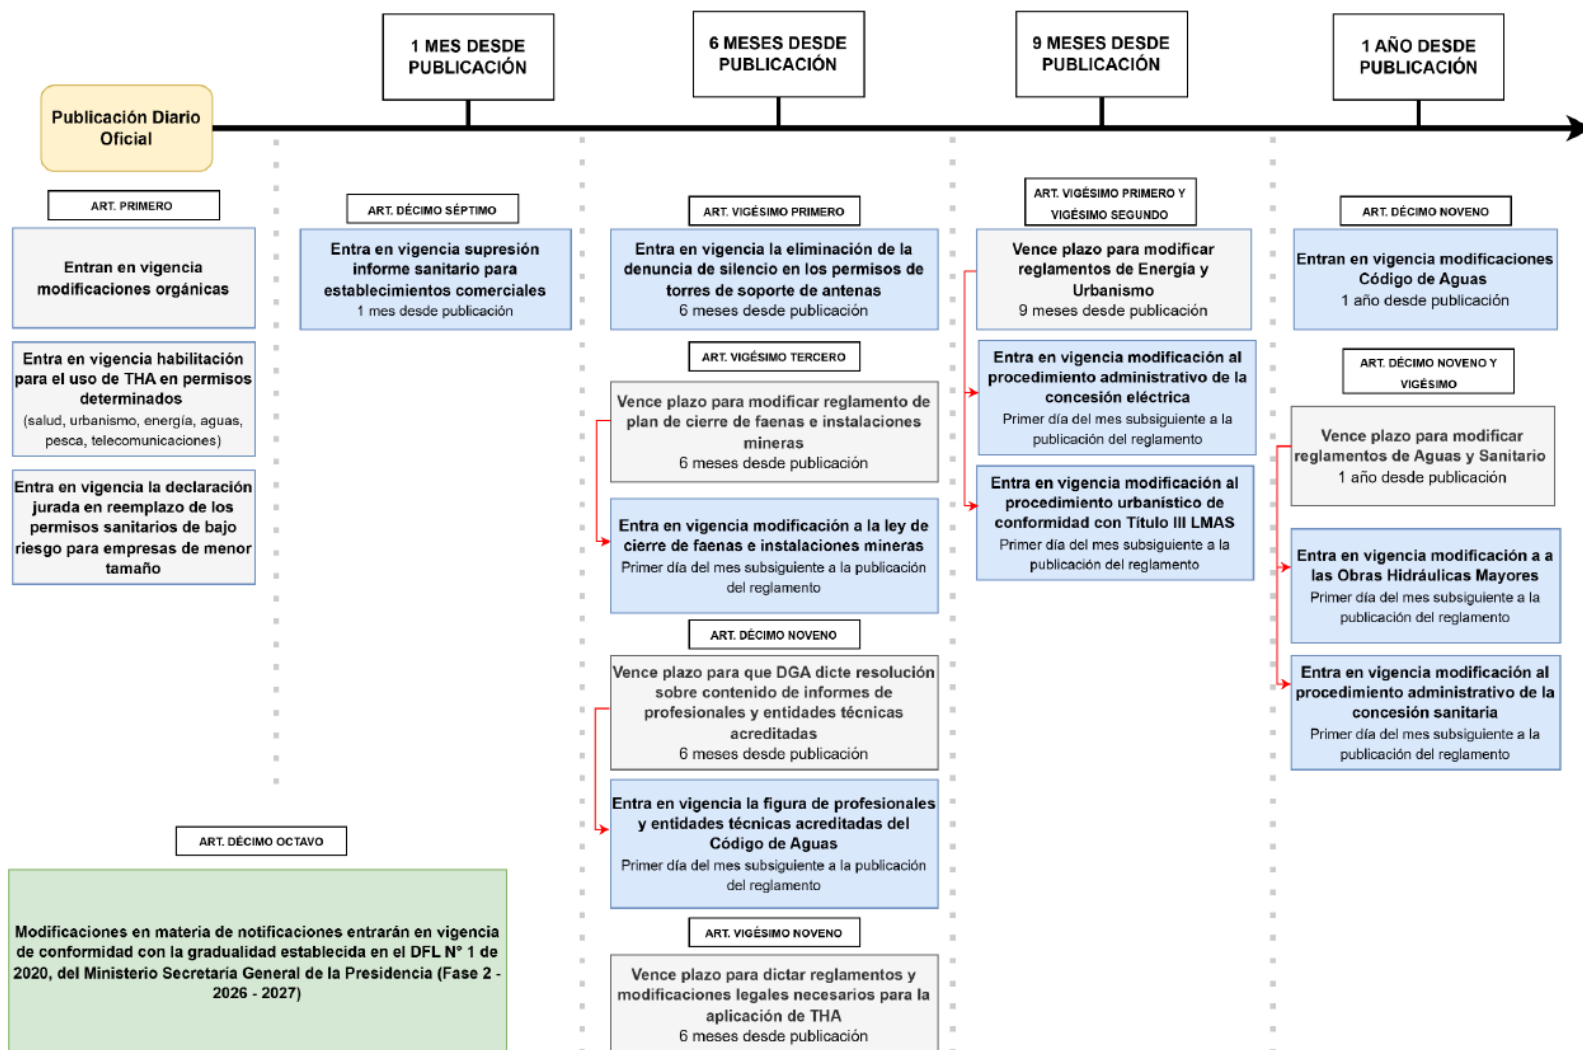 1 MES DESDE
PUBLICACIÓN
6 MESES DESDE
PUBLICACIÓN
9 MESES DESDE
PUBLICACIÓN
1 AÑO DESDE
PUBLICACIÓN
Publicación Diario
Oficial
ART. PRIMERO
Entran en vigencia
modificaciones orgánicas
Entra en vigencia habilitación
para el uso de THA en permisos
determinados
(salud, urbanismo, energía, aguas,
pesca, telecomunicaciones)
Entra en vigencia la declaración
jurada en reemplazo de los
permisos sanitarios de bajo
riesgo para empresas de menor
tamaño
ART. DÉCIMO SÉPTIMO
Entra en vigencia supresión
informe sanitario para
establecimientos comerciales
1 mes desde publicación
ART. DÉCIMO OCTAVO
Modificaciones en materia de notificaciones entrarán en vigencia
de conformidad con la gradualidad establecida en el DFL N° 1 de
2020, del Ministerio Secretaría General de la Presidencia (Fase 2 -
2026 - 2027)
ART. VIGÉSIMO PRIMERO
Entra en vigencia la eliminación de la
denuncia de silencio en los permisos de
torres de soporte de antenas
6 meses desde publicación
ART. VIGÉSIMO TERCERO
Vence plazo para modificar reglamento de
plan de cierre de faenas e instalaciones
mineras
6 meses desde publicación
Entra en vigencia modificación a la ley de
cierre de faenas e instalaciones mineras
Primer día del mes subsiguiente a la publicación
del reglamento
ART. DÉCIMO NOVENO
Vence plazo para que DGA dicte resolución
sobre contenido de informes de
profesionales y entidades técnicas
acreditadas
6 meses desde publicación
Entra en vigencia la figura de profesionales
y entidades técnicas acreditadas del
Código de Aguas
Primer día del mes subsiguiente a la publicación
del reglamento
ART. VIGÉSIMO NOVENO
Vence plazo para dictar reglamentos y
modificaciones legales necesarios para la
aplicación de THA
6 meses desde publicación
ART. VIGÉSIMO PRIMERO Y
VIGÉSIMO SEGUNDO
Vence plazo para modificar
reglamentos de Energía y
Urbanismo
9 meses desde publicación
Entra en vigencia modificación al
procedimiento administrativo de la
concesión eléctrica
Primer día del mes subsiguiente a la
publicación del reglamento
Entra en vigencia modificación al
procedimiento urbanístico de
conformidad con Título III LMAS
Primer día del mes subsiguiente a la
publicación del reglamento
ART. DÉCIMO NOVENO
Entran en vigencia modificaciones
Código de Aguas
1 año desde publicación
ART. DÉCIMO NOVENO Y
VIGÉSIMO
Vence plazo para modificar
reglamentos de Aguas y Sanitario
1 año desde publicación
Entra en vigencia modificación a a
las Obras Hidráulicas Mayores
Primer día del mes subsiguiente a la
publicación del reglamento
Entra en vigencia modificación al
procedimiento administrativo de la
concesión sanitaria
Primer día del mes subsiguiente a la
publicación del reglamento